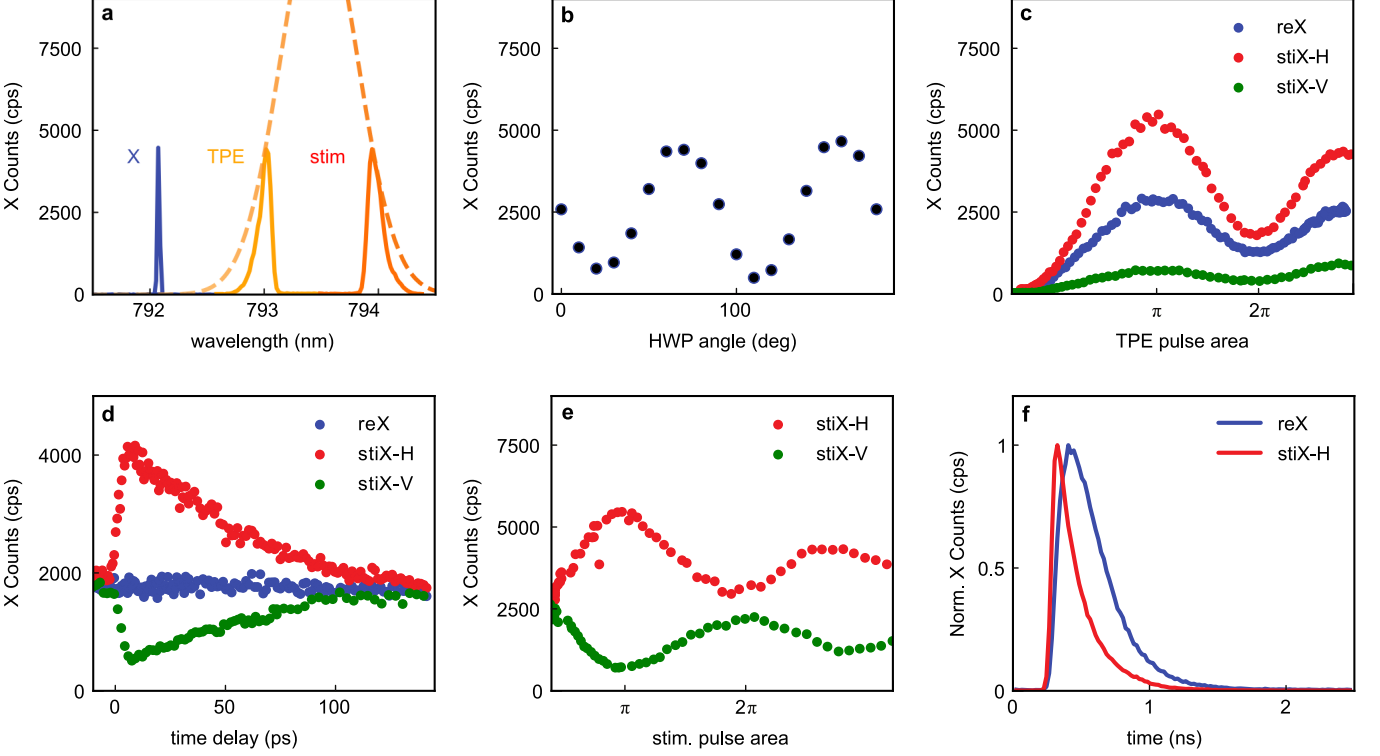 a
X Counts (cps)
7500
5000
2500
0
X
TPE
stim
792
793
794
wavelength (nm)
b
X Counts (cps)
7500
5000
2500
0
0
100
HWP angle (deg)
c
X Counts (cps)
7500
5000
2500
0
reX
stiX-H
stiX-V
π
2π
TPE pulse area
d
X Counts (cps)
4000
2000
0
reX
stiX-H
stiX-V
0
50
100
time delay (ps)
e
X Counts (cps)
7500
5000
2500
0
stiX-H
stiX-V
π
2π
stim. pulse area
f
Norm. X Counts (cps)
1
0.5
0
reX
stiX-H
0
1
2
time (ns)